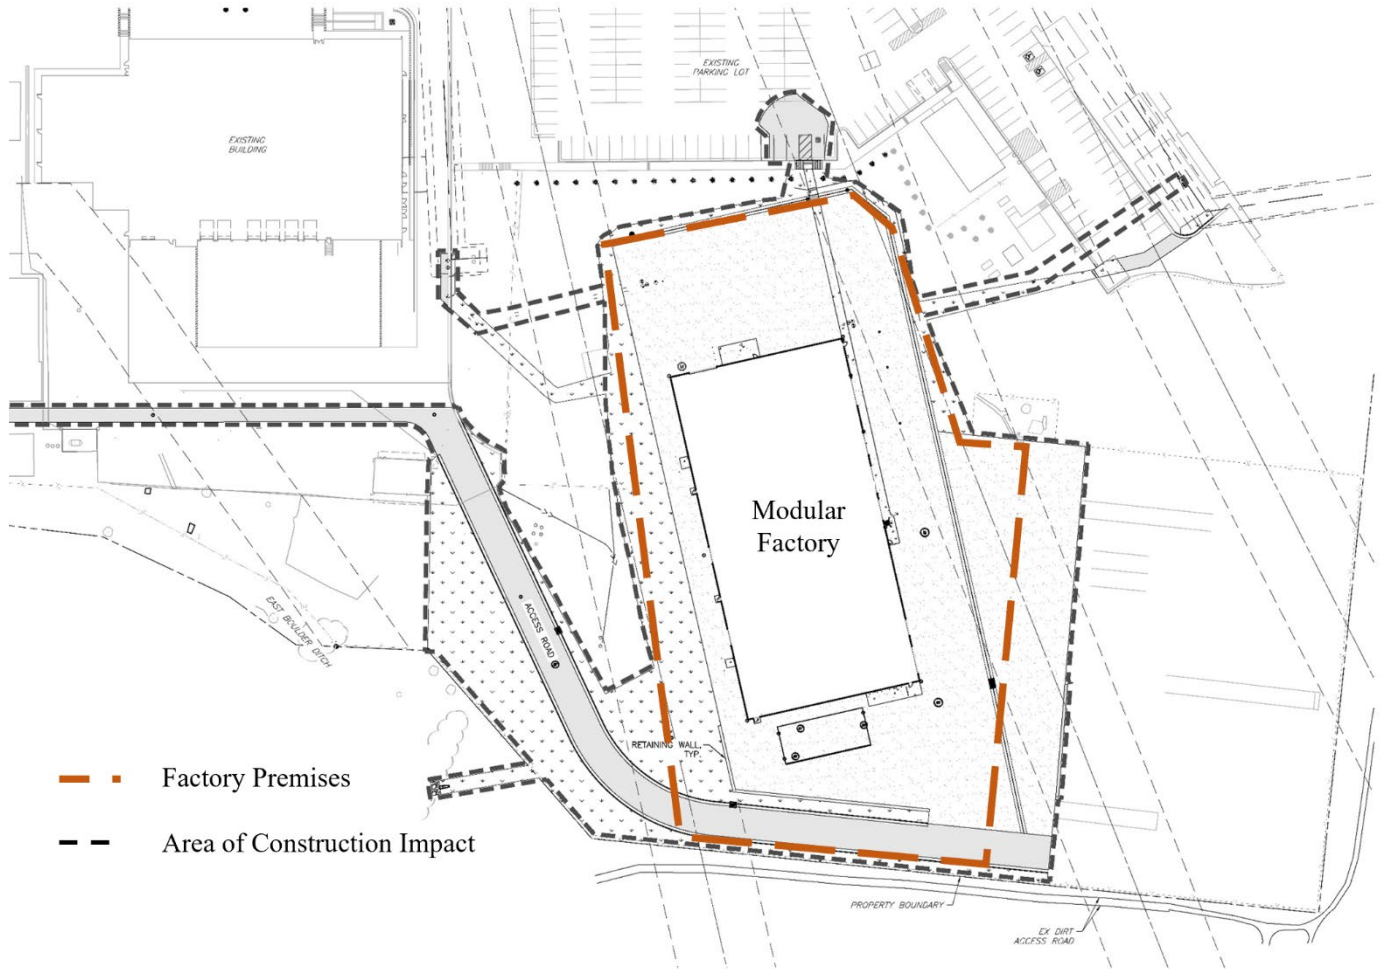 EXISTING
PARKING LOT
EXISTING
BUILDING
Modular
Factory
ACCESS ROAD
EAST BOULDER DITCH
RETAINING WALL,
TYP.
Factory Premises
Area of Construction Impact
PROPERTY BOUNDARY
EX DIRT
ACCESS ROAD